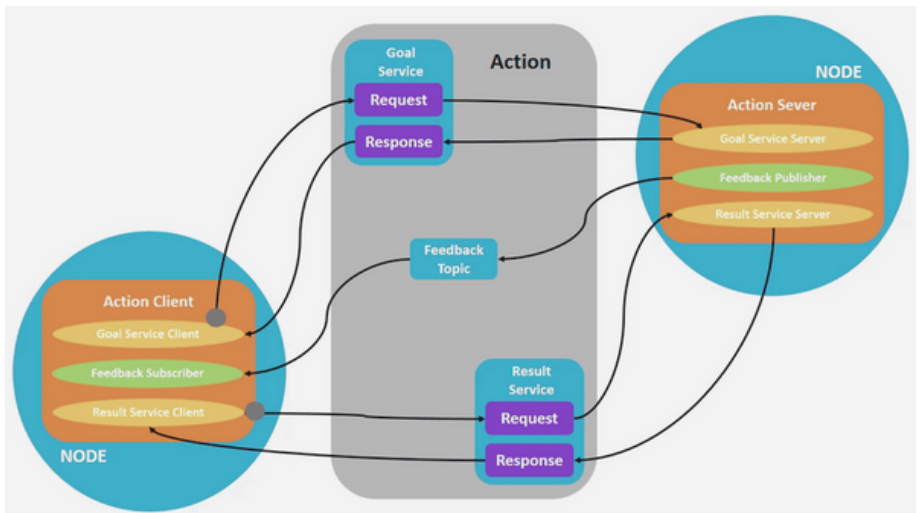 Goal
Service
Request
Response
Action
NODE
Action Sever
Goal Service Server
Feedback Publisher
Result Service Server
Feedback
Topic
Action Client
Goal Service Client
Feedback Subscriber
Result Service Client
NODE
Result
Service
Request
Response